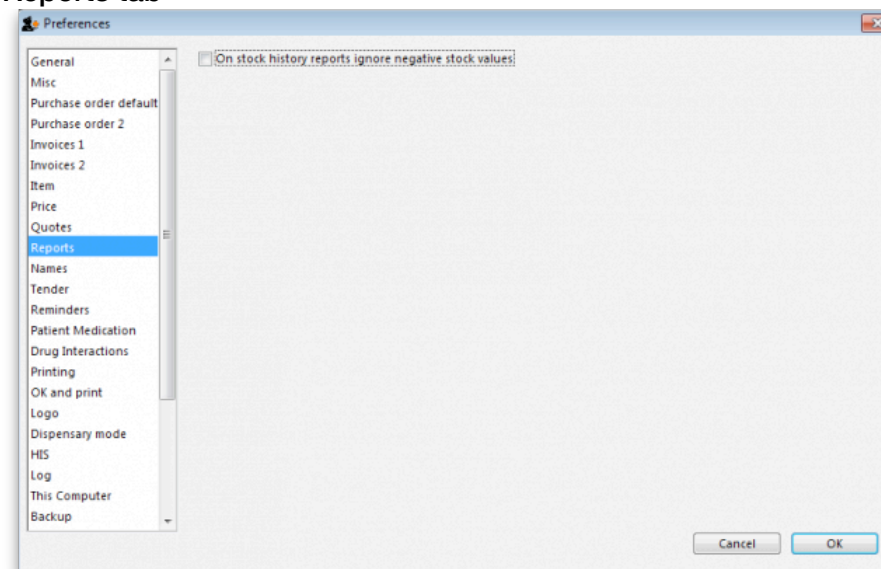 Reports tab
Preferences
General
Misc
Purchase order default
Purchase order 2
Invoices 1
Invoices 2
Item
Price
Quotes
Reports
Names
Tender
Reminders
Patient Medication
Drug Interactions
Printing
OK and print
Logo
Dispensary mode
HIS
Log
This Computer
Backup
On stock history reports ignore negative stock values
Cancel
OK